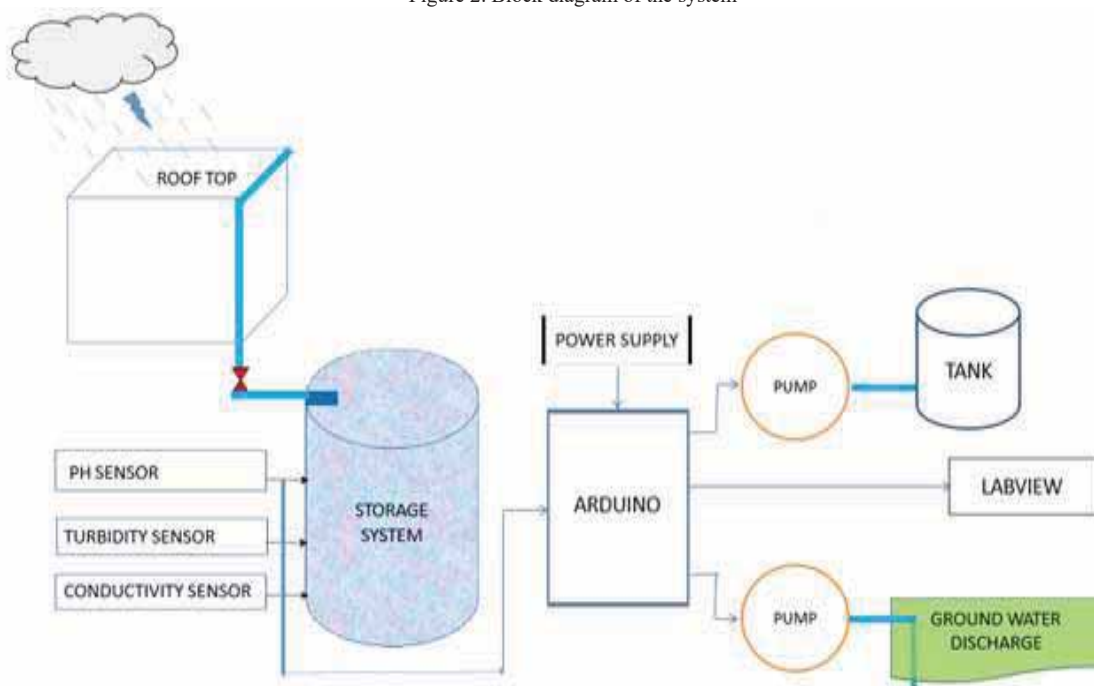 Figure 2. Block diagram of the system
ROOF TOP
POWER SUPPLY
PUMP
TANK
PH SENSOR
TURBIDITY SENSOR
CONDUCTIVITY SENSOR
STORAGE
SYSTEM
ARDUINO
LABVIEW
PUMP
GROUND WATER
DISCHARGE